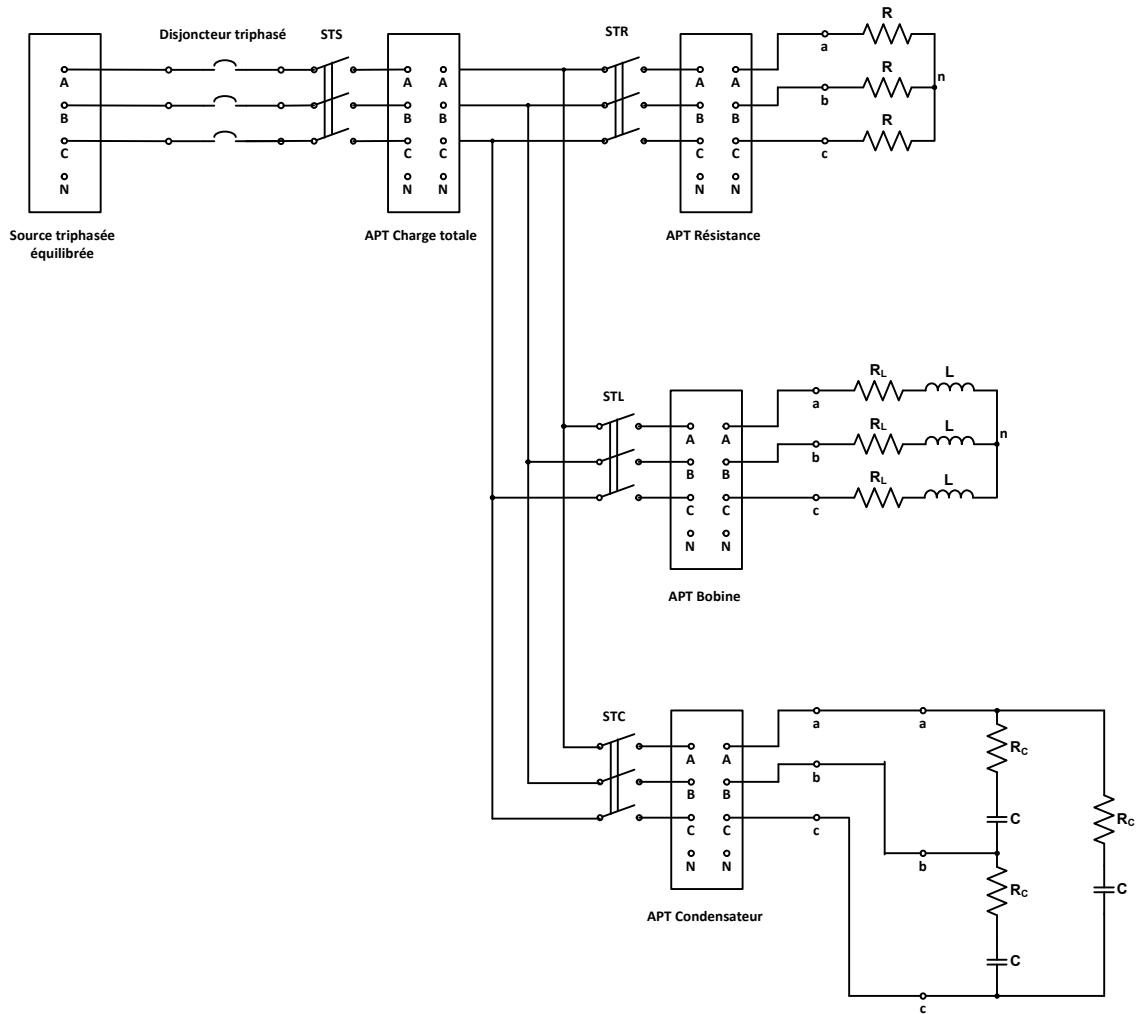 Disjoncteur triphasé
STS
STR
R
a
R
b
R
c
n
A
B
C
N
A
B
C
N
A
B
C
N
A
B
C
N
A
B
C
N
Source triphasée
équilibrée
APT Charge totale
APT Résistance
STL
RL
L
a
RL
L
b
RL
L
c
n
A
B
C
N
A
B
C
N
APT Bobine
STC
a
a
b
c
A
B
C
N
A
B
C
N
RC
C
RC
C
b
RC
C
c
APT Condensateur